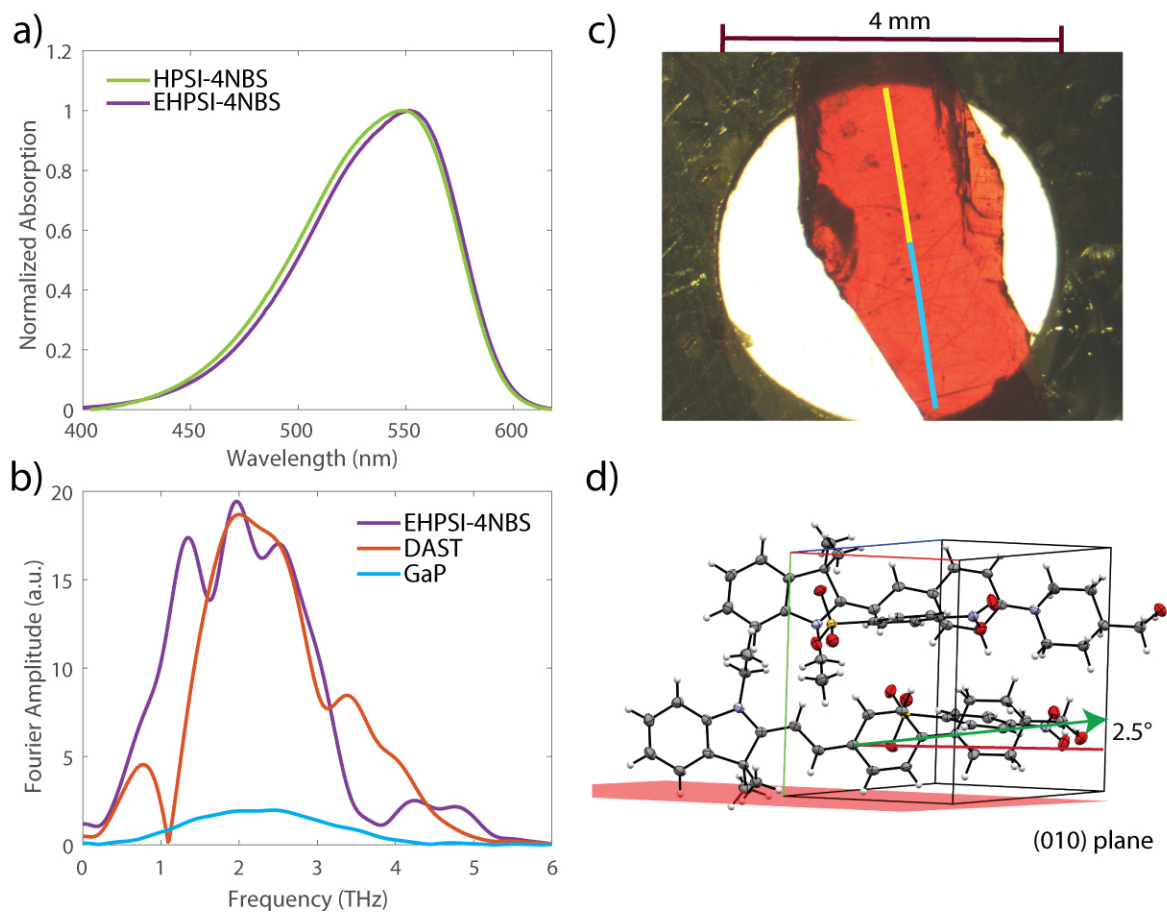 a)
1.2
1
0.8
0.6
0.4
0.2
0
Normalized Absorption
HPSI-4NBS
EHPSI-4NBS
400 450 500 550 600
Wavelength (nm)
b)
20
15
10
5
0
Fourier Amplitude (a.u.)
EHPSI-4NBS
DAST
GaP
0 1 2 3 4 5 6
Frequency (THz)
c)
4 mm
d)
2.5°
(010) plane